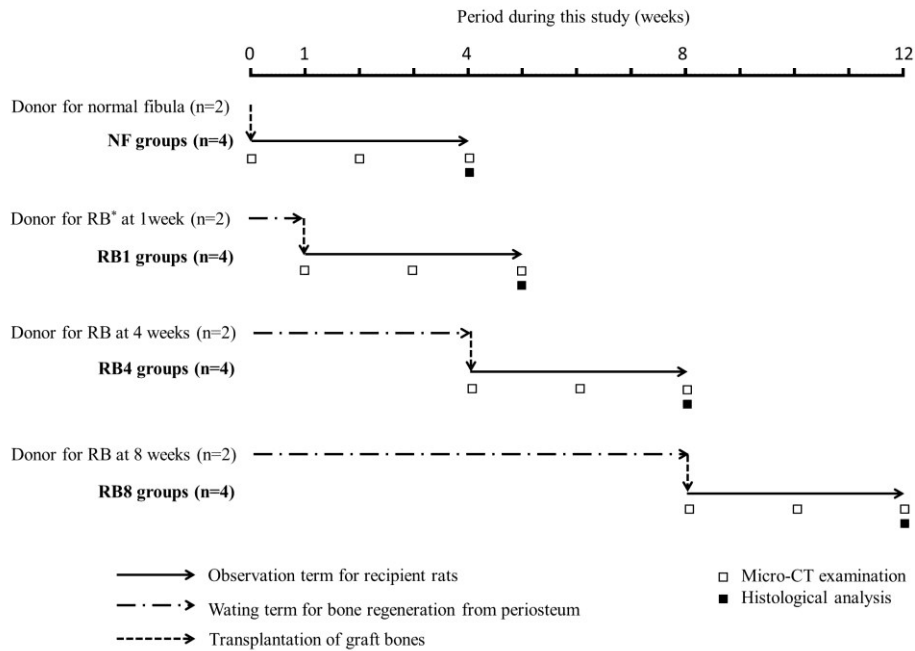 Period during this study (weeks)
0 1 4 8 12
Donor for normal fibula (n=2)
NF groups (n=4)
Donor for RB* at 1week (n=2)
RB1 groups (n=4)
Donor for RB at 4 weeks (n=2)
RB4 groups (n=4)
Donor for RB at 8 weeks (n=2)
RB8 groups (n=4)
Observation term for recipient rats
Wating term for bone regeneration from periosteum
Transplantation of graft bones
Micro-CT examination
Histological analysis